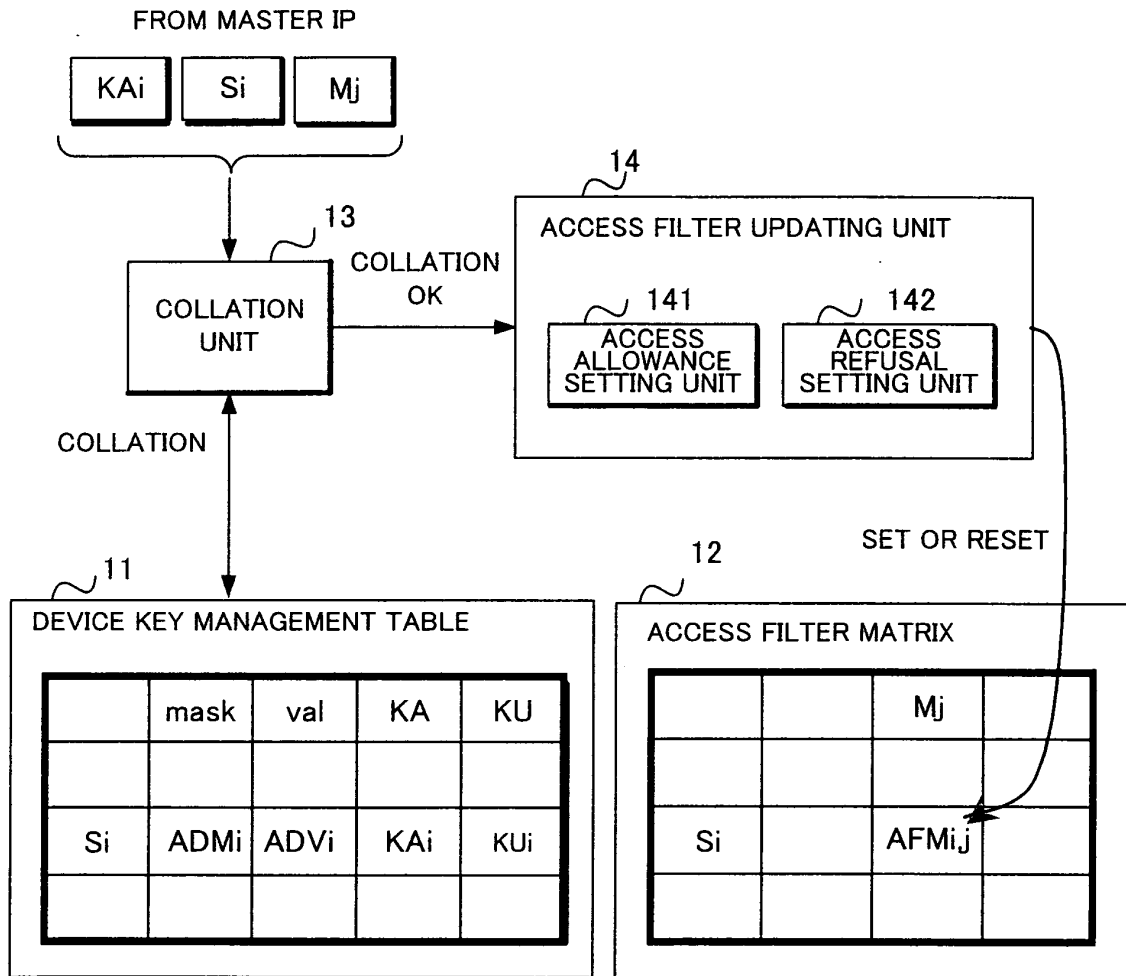 FROM MASTER IP
KAi Si Mj
13
COLLATION
UNIT
COLLATION
OK
14
ACCESS FILTER UPDATING UNIT
141
ACCESS
ALLOWANCE
SETTING UNIT
142
ACCESS
REFUSAL
SETTING UNIT
COLLATION
SET OR RESET
11
DEVICE KEY MANAGEMENT TABLE
mask val KA KU
Si ADMi ADVi KAi KUi
12
ACCESS FILTER MATRIX
Mj
Si AFMij